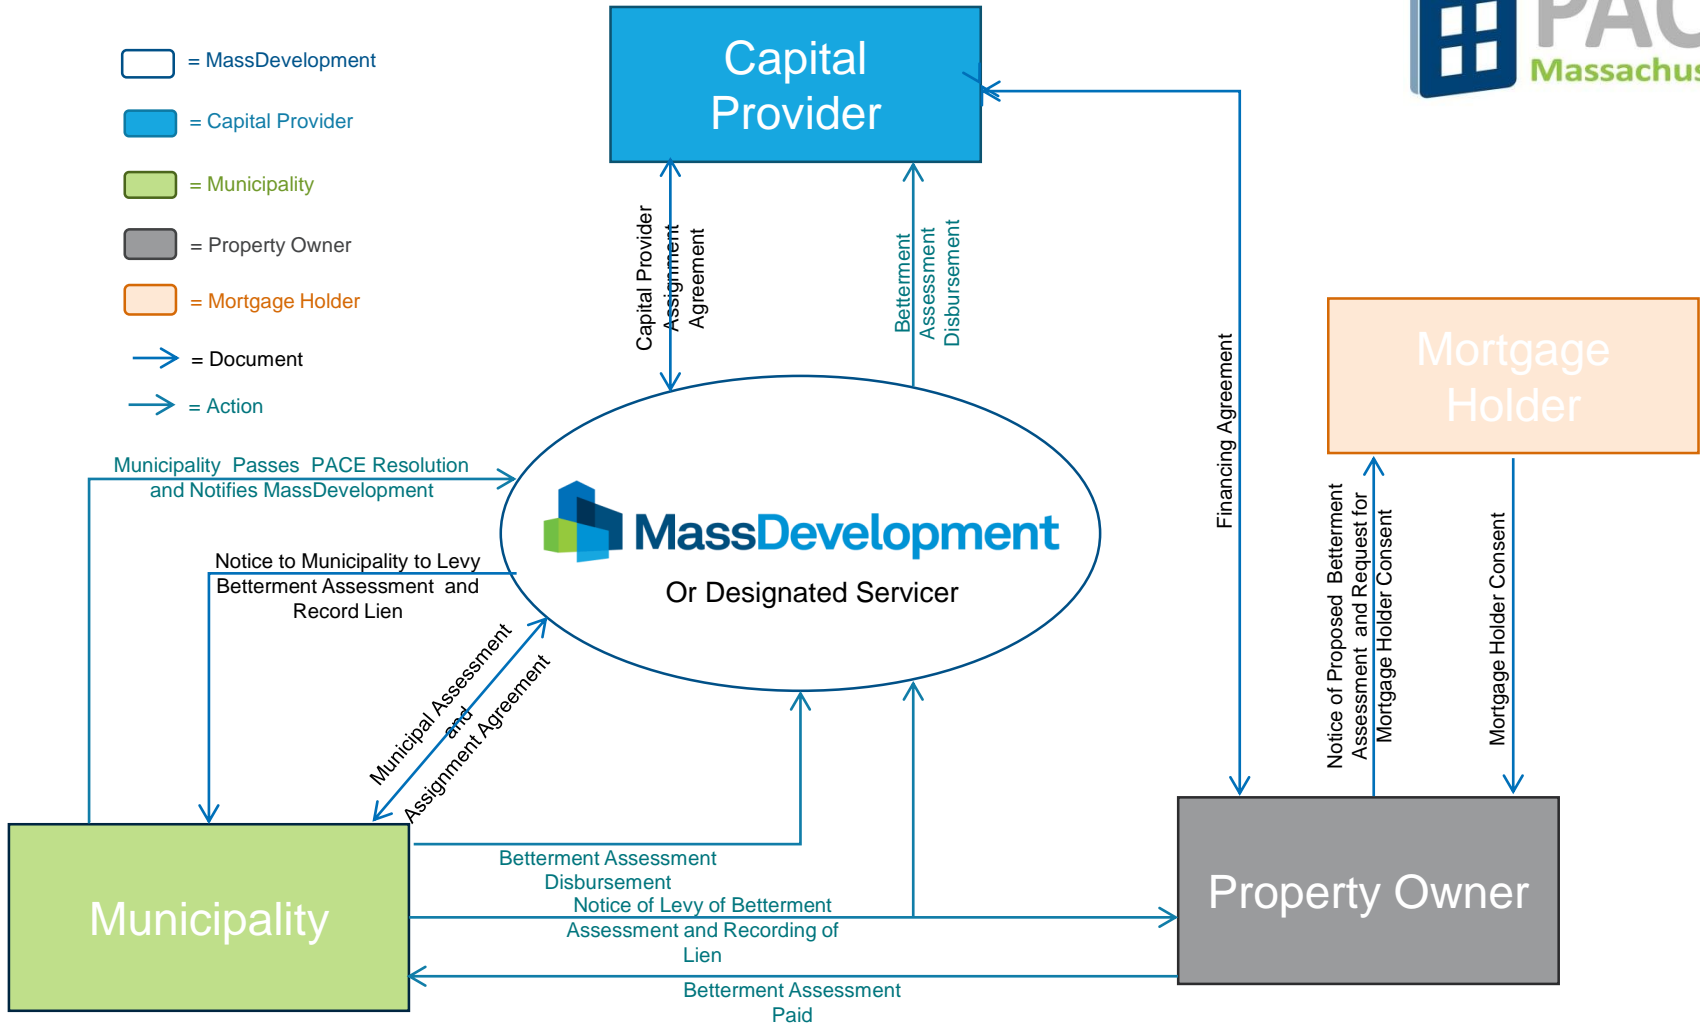 Capital
Provider
PAC
Massachus
= MassDevelopment
= Capital Provider
= Municipality
= Property Owner
= Mortgage Holder
= Document
= Action
Capital Provider
Assignment
Agreement
Betterment
Assessment
Disbursement
Financing Agreement
Mortgage
Holder
Municipality Passes PACE Resolution
and Notifies MassDevelopment
MassDevelopment
Or Designated Servicer
Notice to Municipality to Levy
Betterment Assessment and
Record Lien
Municipal Assessment
and
Assignment Agreement
Notice of Proposed Betterment
Assessment and Request for
Mortgage Holder Consent
Mortgage Holder Consent
Municipality
Betterment Assessment
Disbursement
Notice of Levy of Betterment
Assessment and Recording of
Lien
Betterment Assessment
Paid
Property Owner